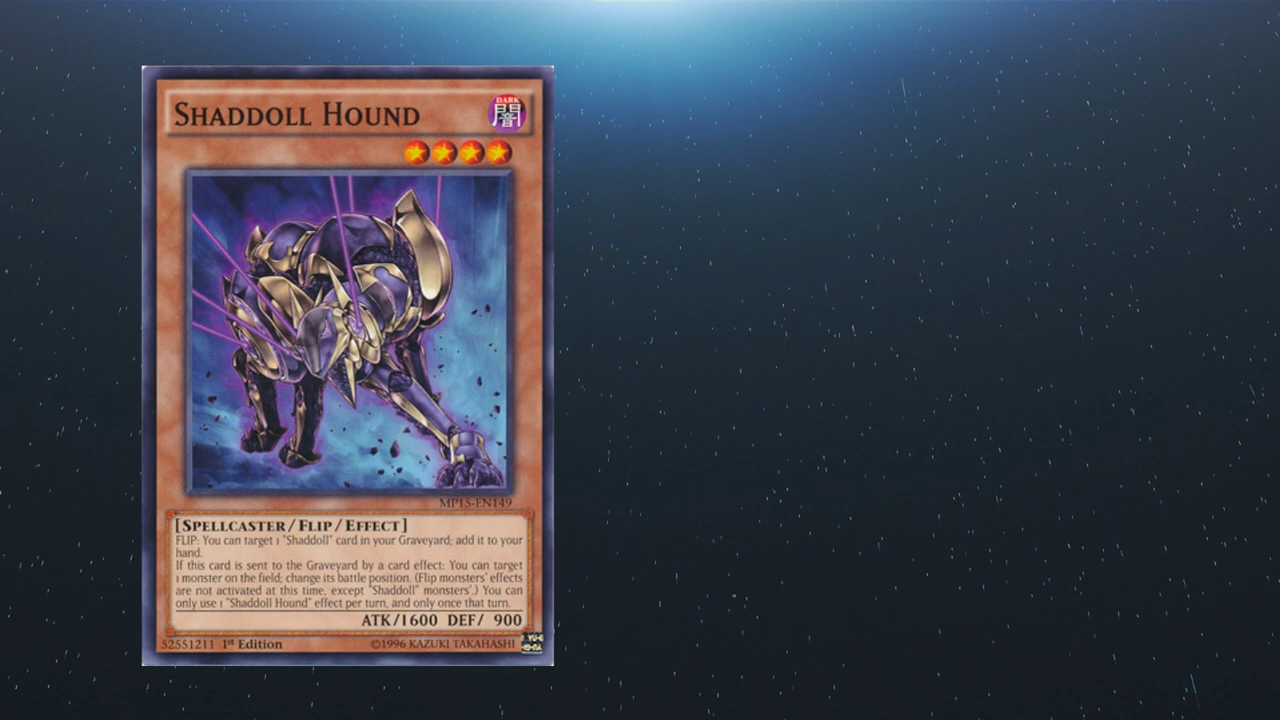 SHADDOLL HOUND
DARK
闇
MP15-EN149
[SPELLCASTER/FLIP/EFFECT]
FLIP: You can target 1 "Shaddoll" card in your Graveyard; add it to your
hand.
If this card is sent to the Graveyard by a card effect: You can target
1 monster on the field; change its battle position. (Flip monsters' effects
are not activated at this time, except "Shaddoll" monsters'.) You can
only use 1 "Shaddoll Hound" effect per turn, and only once that turn.
ATK/1600 DEF/ 900
52551211 1st Edition ©1996 KAZUKI TAKAHASHI